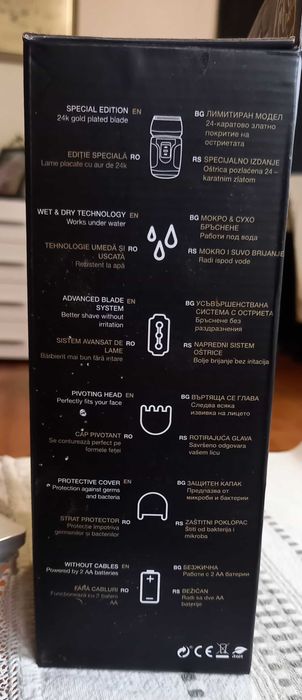 SPECIAL EDITION EN
24k gold plated blade
BG ЛИМИТИРАН МОДЕЛ
24-каратово златно
покритие на
остриетата
EDIȚIE SPECIALĂ RO
Lame placate cu aur de 24k
RS SPECIJALNO IZDANJE
Oštrica pozlaćena 24 –
karatnim zlatom
WET & DRY TECHNOLOGY EN
Works under water
BG МОКРО & СУХО
БРЪСНЕНЕ
Работи под вода
TEHNOLOGIE UMEDĂ ȘI RO
USCATĂ
Rezistent la apă
RS MOKRO I SUVO BRIJANJE
Radi ispod vode
ADVANCED BLADE EN
SYSTEM
Better shave without
irritation
BG УСЪВЪРШЕНСТВАНА
СИСТЕМА С ОСТРИЕТА
Бръснене без
раздразнения
SISTEM AVANSAT DE RO
LAME
Bărbierit mai bun fără iritare
RS NAPREDNII SISTEM
OŠTRICE
Bolje brijanje bez iritacija
PIVOTING HEAD EN
Perfectly fits your face
BG ВЪРТЯЩА СЕ ГЛАВА
Следва всяка
извивка на лицето
CAP PIVOTANT RO
Se conturează perfect pe
formele feței
RS ROTIRAJUĆA GLAVA
Savršeno odgovara
vašem licu
PROTECTIVE COVER EN
Protection against germs
and bacteria
BG ЗАЩИТЕН КАПАК
Предпазва от
микроби и бактерии
STRAT PROTECTOR RO
Protecție împotriva
germenilor și bacteriilor
RS ZAŠTITNI POKLOPAC
Štiti od bakterija i
mikroba
WITHOUT CABLES EN
Powered by 2 AA batteries
BG БЕЗЖИЧНА
Работи с 2 AA батерии
FĂRĂ CABLURI RO
Funcționează cu 2 baterii
AA
RS BEŽIČAN
Radi sa dve AA
baterije
CE